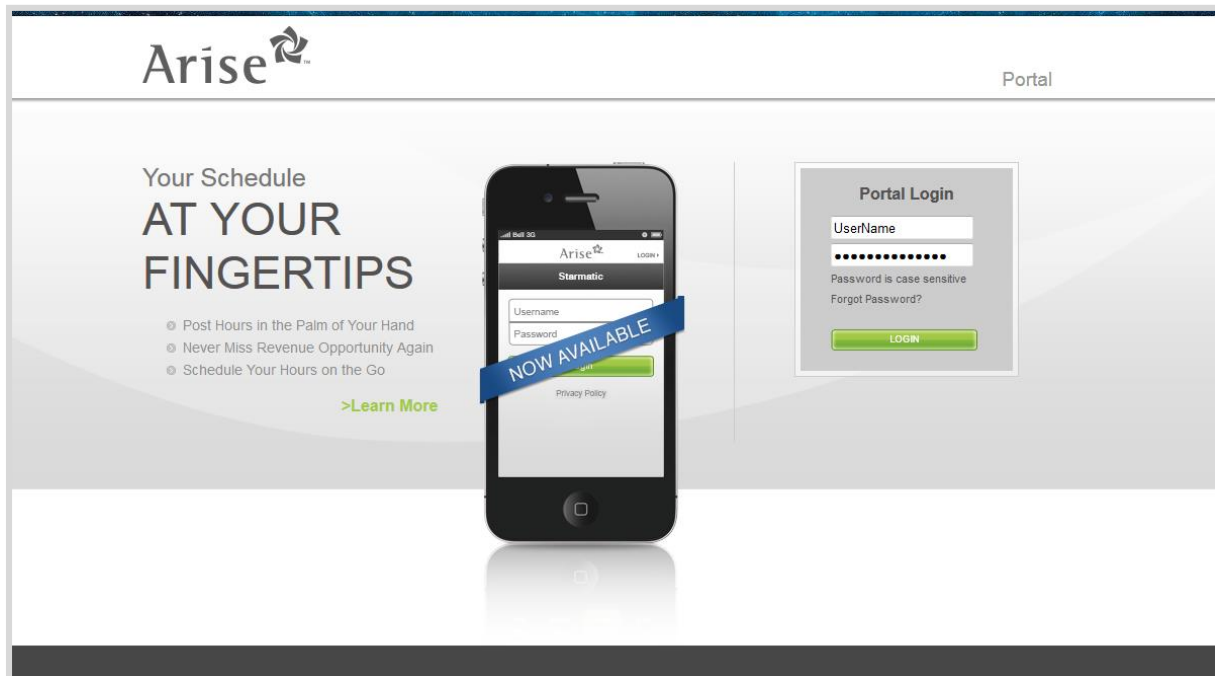 Arise™
Portal
Your Schedule
AT YOUR
FINGERTIPS
Post Hours in the Palm of Your Hand
Never Miss Revenue Opportunity Again
Schedule Your Hours on the Go
>Learn More
Bell 3G
Arise
LOGIN
Starmatic
Username
Password
NOW AVAILABLE
Privacy Policy
Portal Login
UserName
Password is case sensitive
Forgot Password?
LOGIN